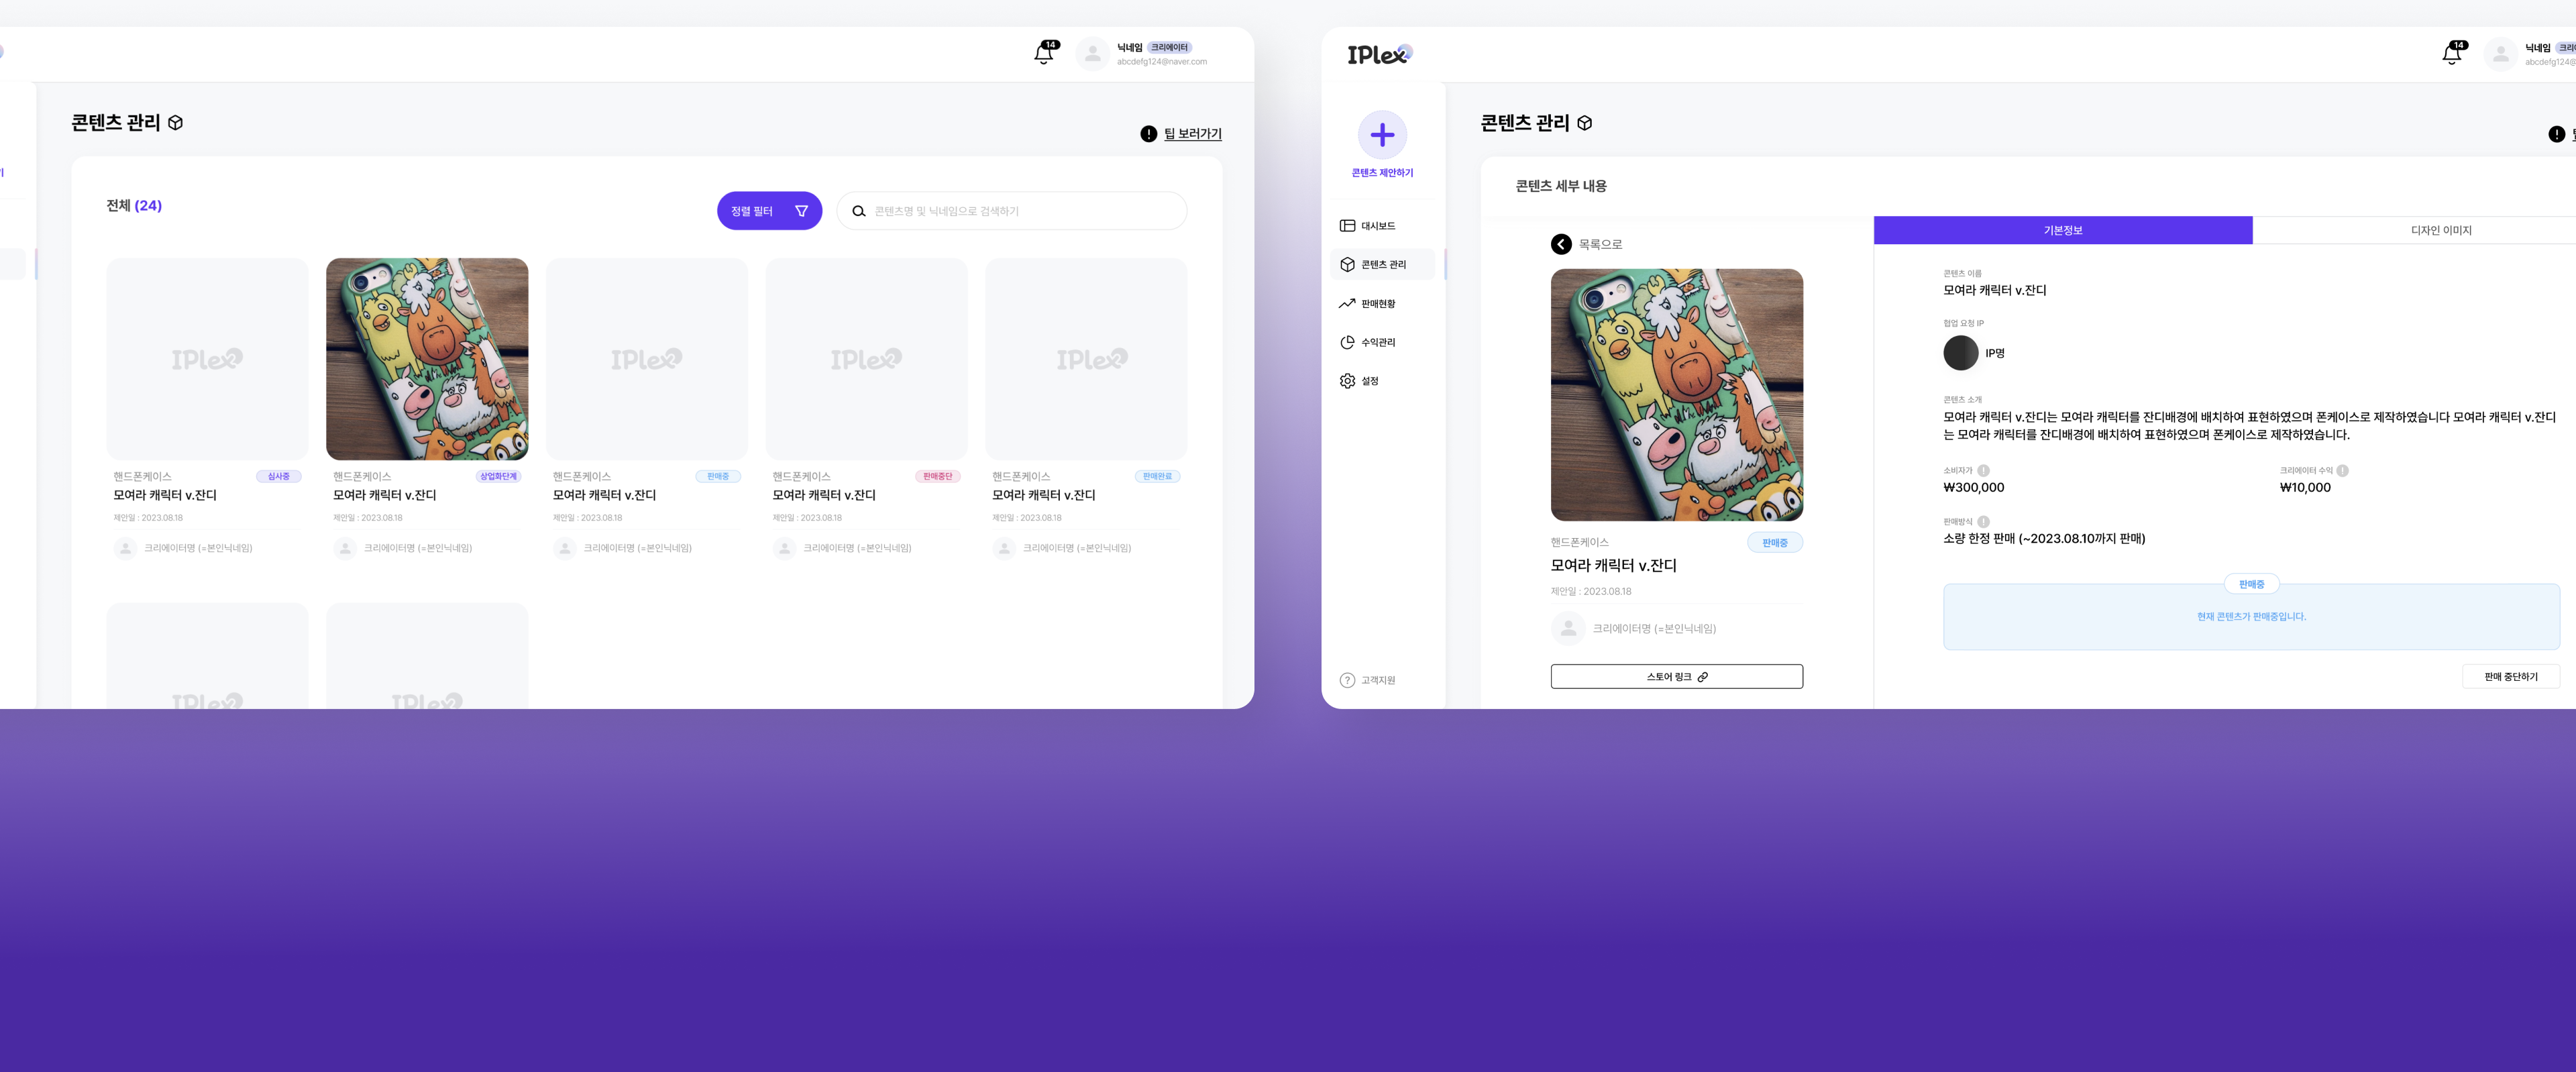 14
닉네임 크리에이터
abcdefg124@naver.com
콘텐츠 관리
팁 보러가기
전체 (24)
정렬 필터
콘텐츠명 및 닉네임으로 검색하기
IPlex
IPlex
IPlex
IPlex
핸드폰케이스 심사중
모여라 캐릭터 v.잔디
제안일 : 2023.08.18
크리에이터명 (=본인닉네임)
핸드폰케이스 상업화단계
모여라 캐릭터 v.잔디
제안일 : 2023.08.18
크리에이터명 (=본인닉네임)
핸드폰케이스 판매중
모여라 캐릭터 v.잔디
제안일 : 2023.08.18
크리에이터명 (=본인닉네임)
핸드폰케이스 판매중단
모여라 캐릭터 v.잔디
제안일 : 2023.08.18
크리에이터명 (=본인닉네임)
핸드폰케이스 판매완료
모여라 캐릭터 v.잔디
제안일 : 2023.08.18
크리에이터명 (=본인닉네임)
IPlex
IPlex
IPlex
14
닉네임
abcdefg124@
콘텐츠 제안하기
대시보드
콘텐츠 관리
판매현황
수익관리
설정
고객지원
콘텐츠 관리
콘텐츠 세부 내용
목록으로
핸드폰케이스 판매중
모여라 캐릭터 v.잔디
제안일 : 2023.08.18
크리에이터명 (=본인닉네임)
스토어 링크
기본정보
디자인 이미지
콘텐츠 이름
모여라 캐릭터 v.잔디
협업 요청 IP
IP명
콘텐츠 소개
모여라 캐릭터 v.잔디는 모여라 캐릭터를 잔디배경에 배치하여 표현하였으며 폰케이스로 제작하였습니다 모여라 캐릭터 v.잔디
는 모여라 캐릭터를 잔디배경에 배치하여 표현하였으며 폰케이스로 제작하였습니다.
소비자가
₩300,000
크리에이터 수익
₩10,000
판매방식
소량 한정 판매 (~2023.08.10까지 판매)
판매중
현재 콘텐츠가 판매중입니다.
판매 중단하기